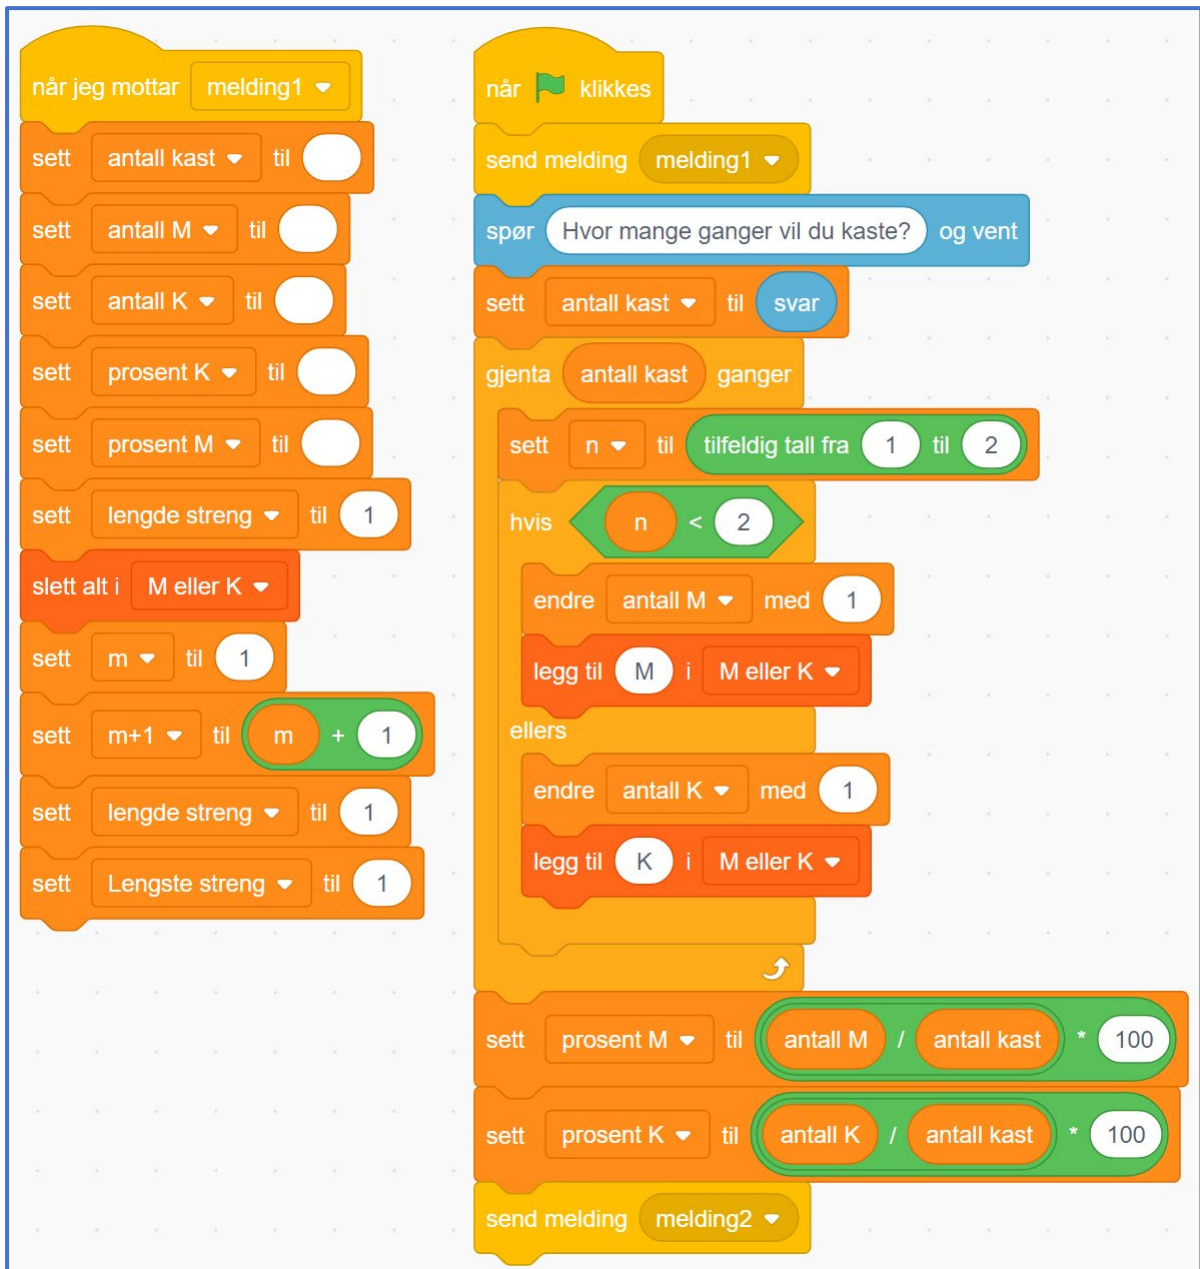 når jeg mottar melding1
sett antall kast til
sett antall M til
sett antall K til
sett prosent K til
sett prosent M til
sett lengde streng til 1
slett alt i M eller K
sett m til 1
sett m+1 til m + 1
sett lengde streng til 1
sett Lengste streng til 1
når klikkes
send melding melding1
spør Hvor mange ganger vil du kaste? og vent
sett antall kast til svar
gjenta antall kast ganger
sett n til tilfeldig tall fra 1 til 2
hvis n < 2
endre antall M med 1
legg til M i M eller K
ellers
endre antall K med 1
legg til K i M eller K
sett prosent M til antall M / antall kast * 100
sett prosent K til antall K / antall kast * 100
send melding melding2